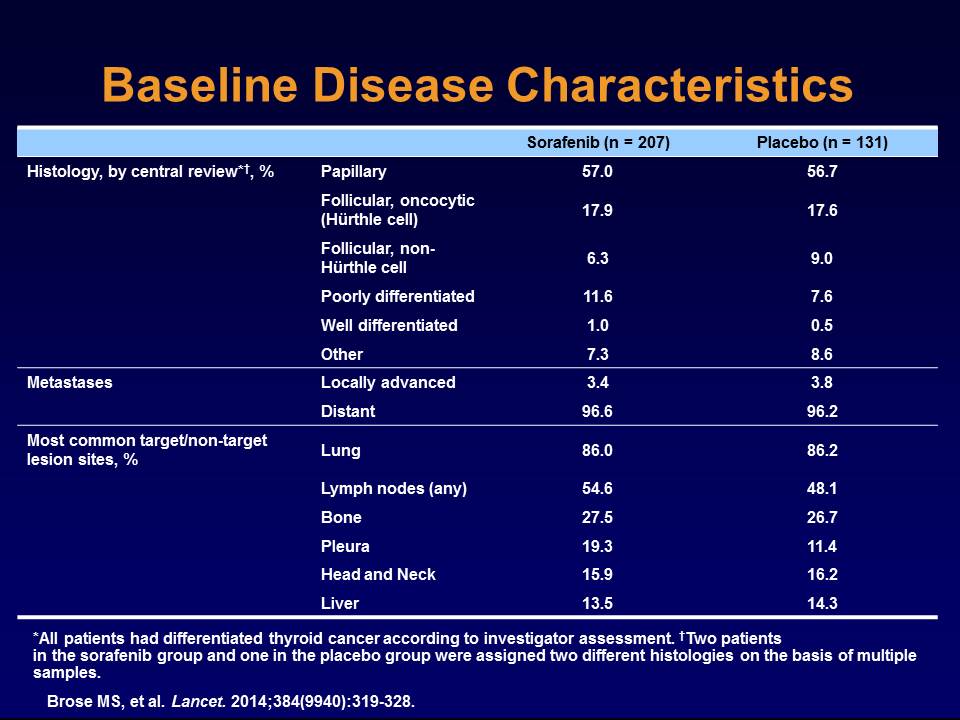 Baseline Disease Characteristics
Sorafenib (n = 207) Placebo (n = 131)
Histology, by central review*†, % Papillary 57.0 56.7
Follicular, oncocytic
(Hürthle cell) 17.9 17.6
Follicular, non-
Hürthle cell 6.3 9.0
Poorly differentiated 11.6 7.6
Well differentiated 1.0 0.5
Other 7.3 8.6
Metastases Locally advanced 3.4 3.8
Distant 96.6 96.2
Most common target/non-target
lesion sites, % Lung 86.0 86.2
Lymph nodes (any) 54.6 48.1
Bone 27.5 26.7
Pleura 19.3 11.4
Head and Neck 15.9 16.2
Liver 13.5 14.3
*All patients had differentiated thyroid cancer according to investigator assessment. †Two patients
in the sorafenib group and one in the placebo group were assigned two different histologies on the basis of multiple
samples.
Brose MS, et al. Lancet. 2014;384(9940):319-328.